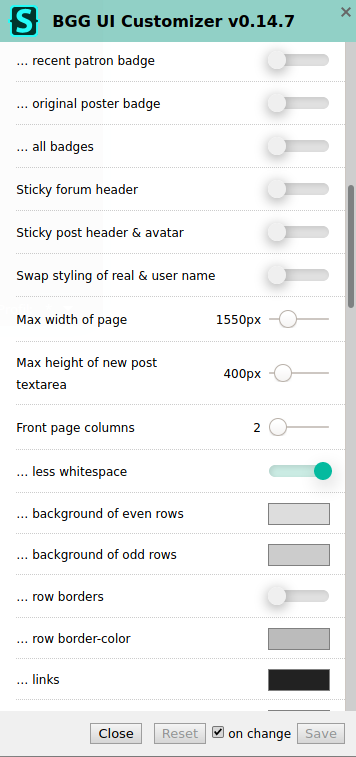 S BGG UI Customizer v0.14.7 ×
... recent patron badge
... original poster badge
... all badges
Sticky forum header
Sticky post header & avatar
Swap styling of real & user name
Max width of page 1550px
Max height of new post
textarea 400px
Front page columns 2
... less whitespace
... background of even rows
... background of odd rows
... row borders
... row border-color
... links
Close Reset on change Save